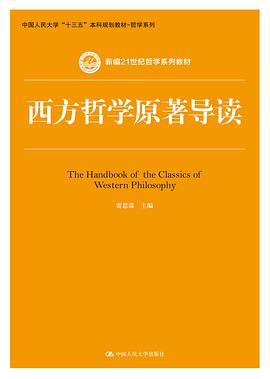 中国人民大学“十三五”本科规划教材-哲学系列
新编21世纪哲学系列教材
西方哲学原著导读
The Handbook of the Classics of
Western Philosophy
雷思温 主编
中国人民大学出版社